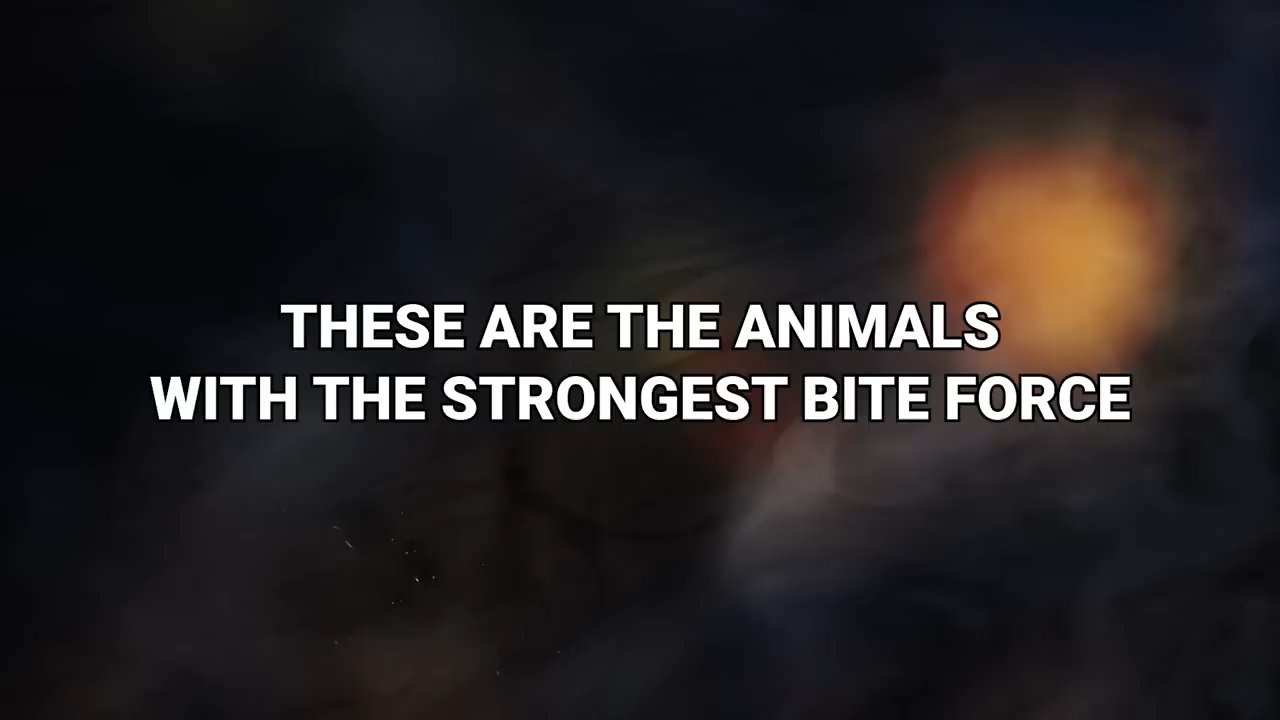 THESE ARE THE ANIMALS
WITH THE STRONGEST BITE FORCE